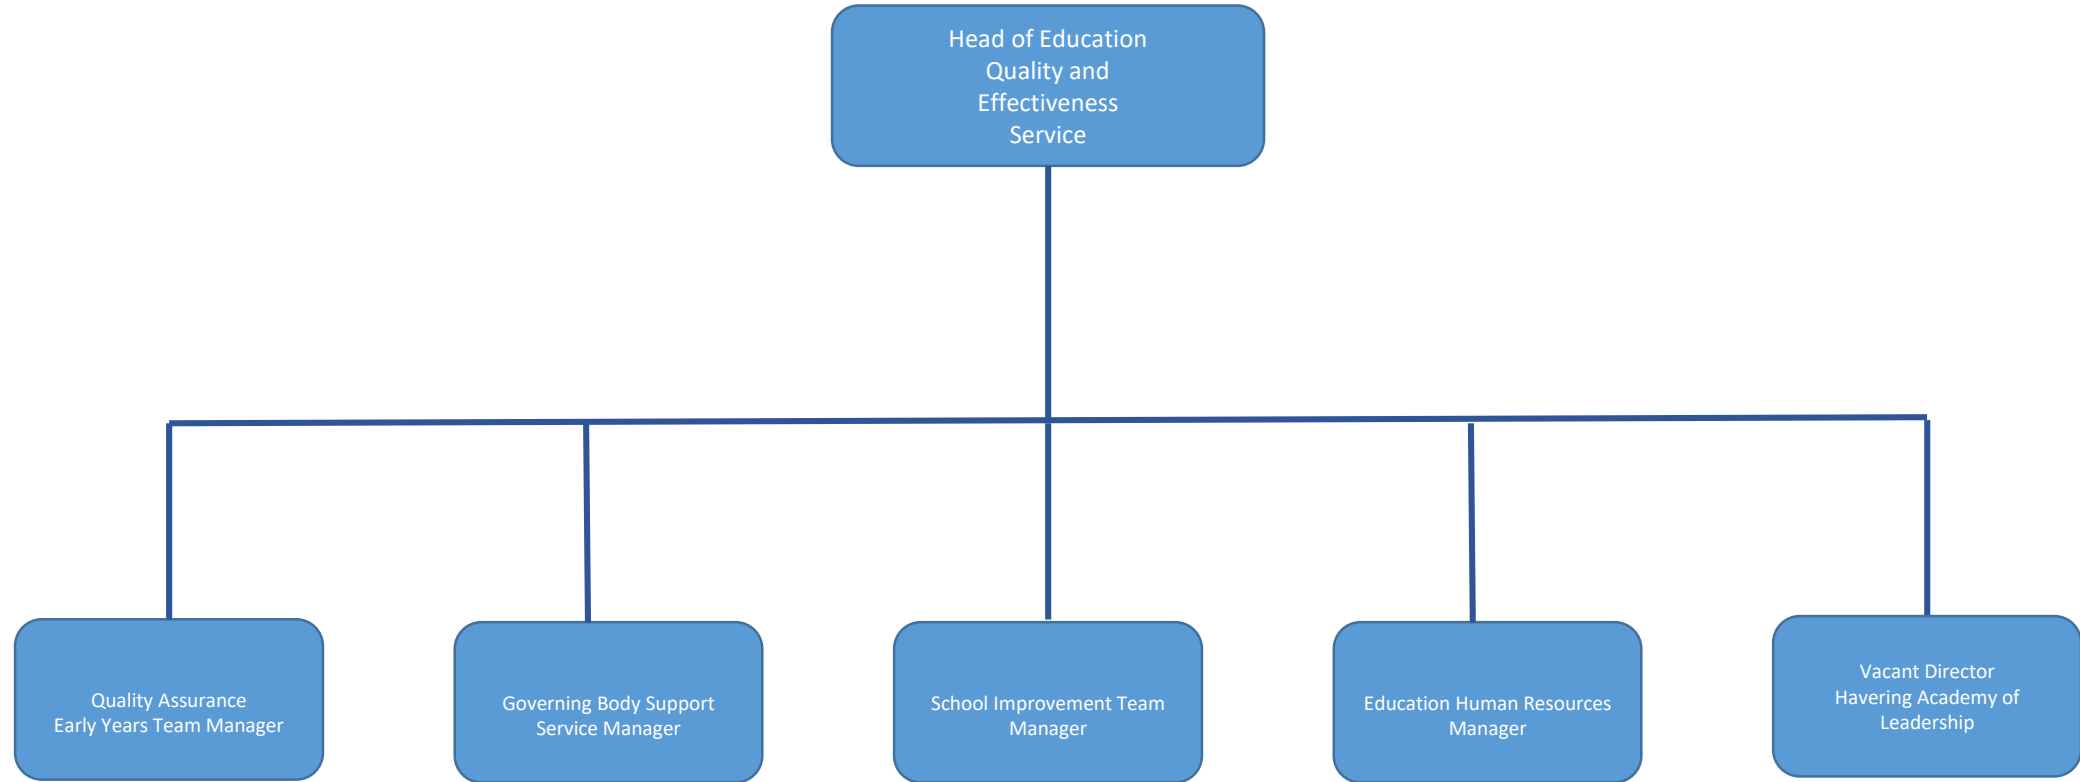 Head of Education
Quality and
Effectiveness
Service
Quality Assurance
Early Years Team Manager
Governing Body Support
Service Manager
School Improvement Team
Manager
Education Human Resources
Manager
Vacant Director
Havering Academy of
Leadership